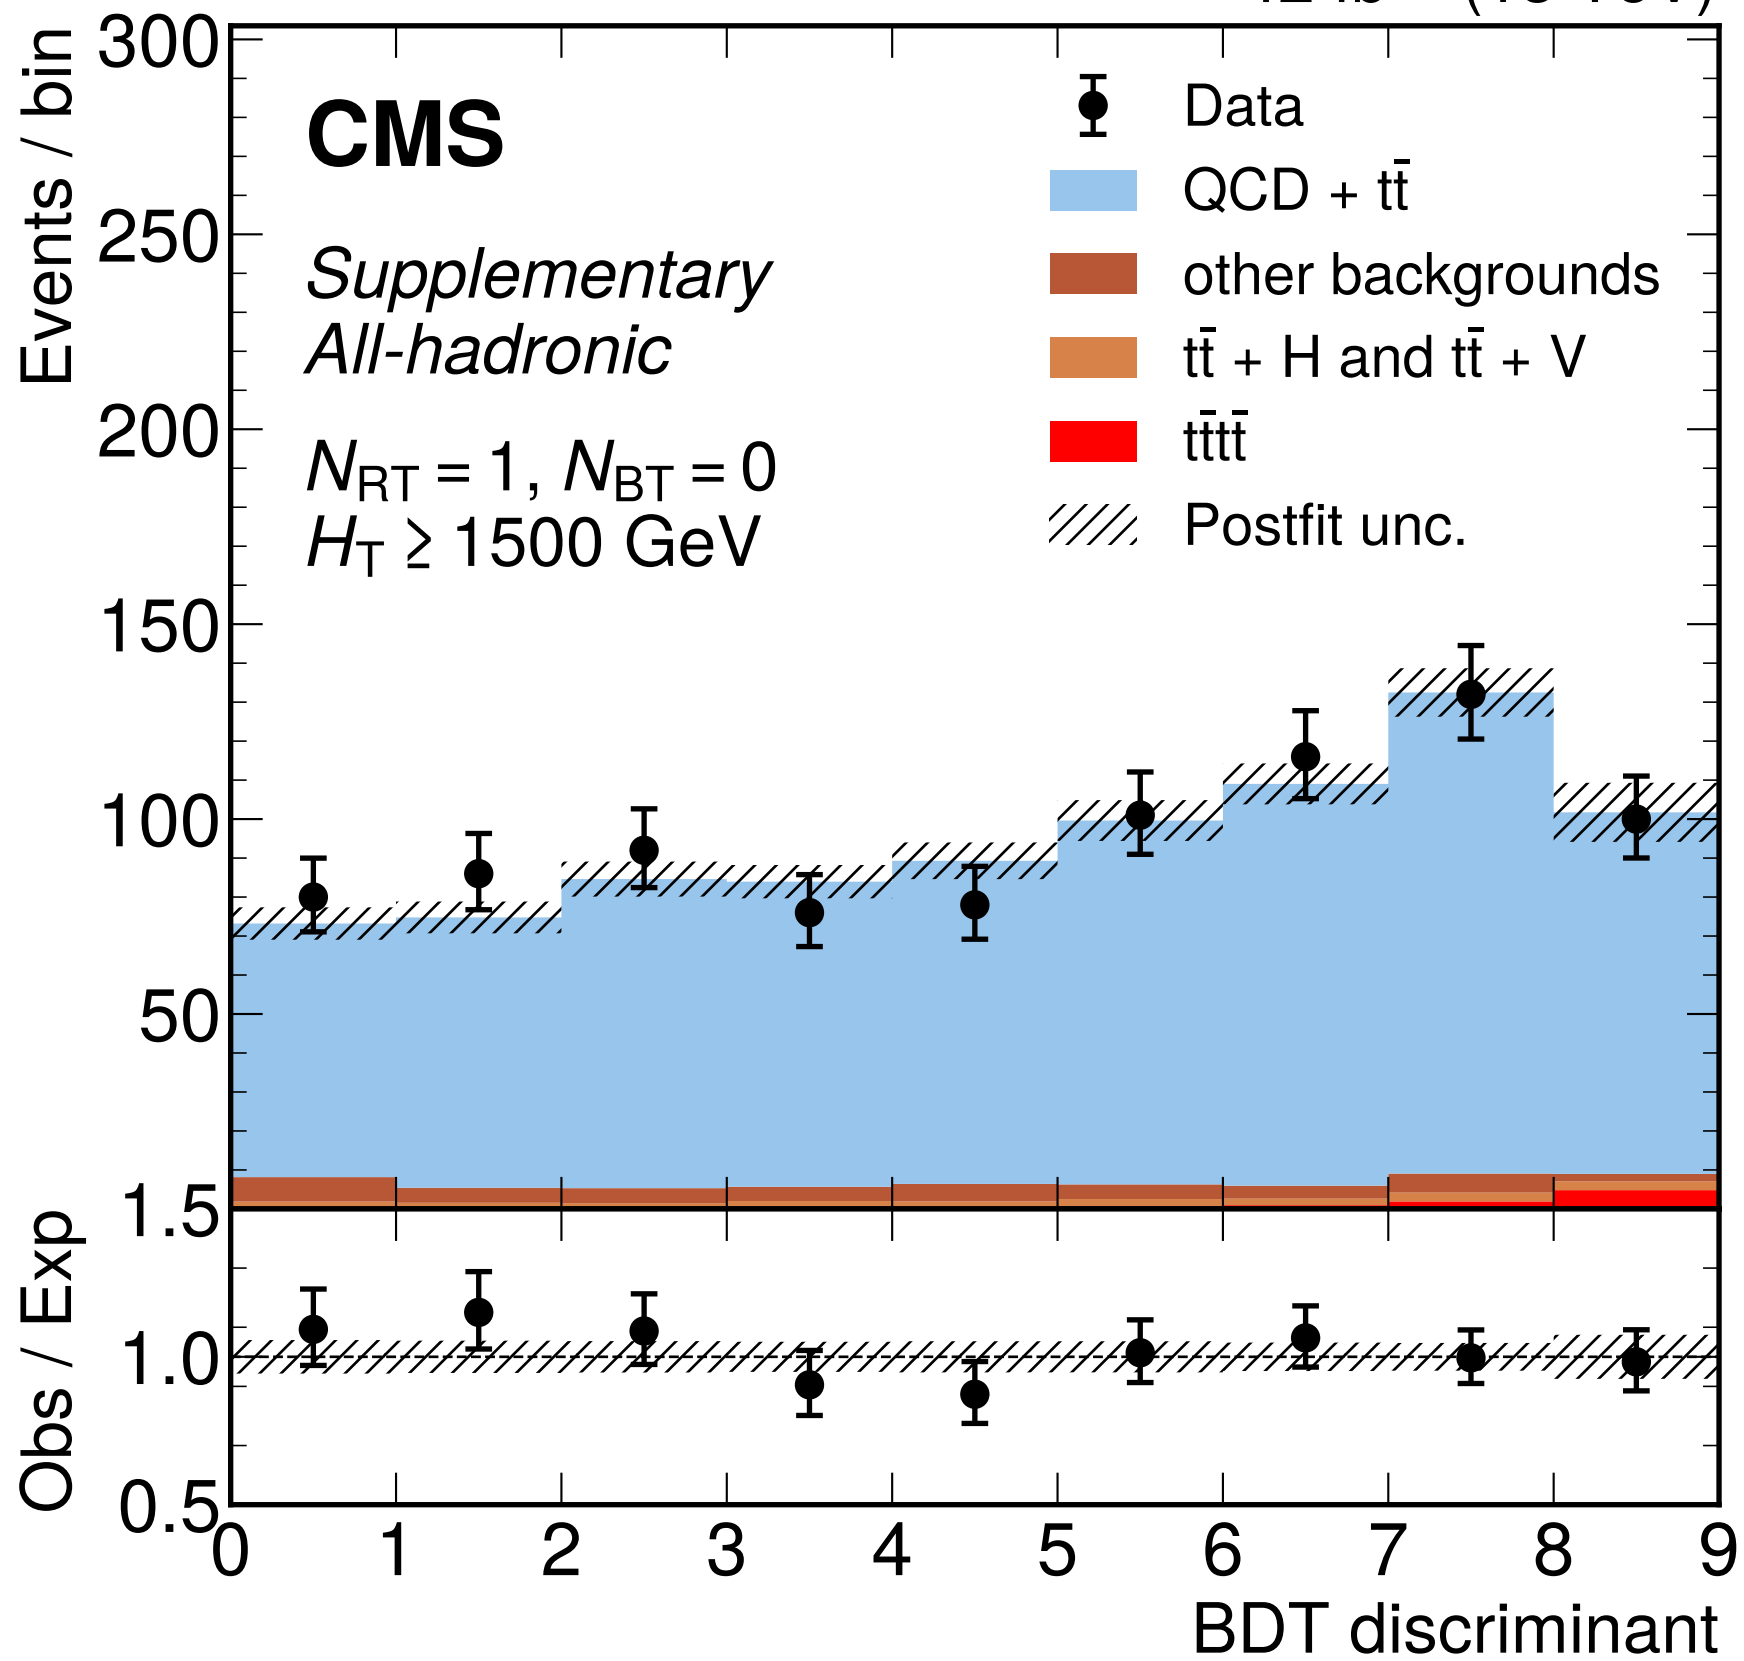 300
250
200
150
100
50
Events / bin
CMS
Supplementary
All-hadronic
N_RT = 1, N_BT = 0
H_T ≥ 1500 GeV
Data
QCD + tt̄
other backgrounds
tt̄ + H and tt̄ + V
tt̄tt̄
Postfit unc.
1.5
1.0
0.5
Obs / Exp
0 1 2 3 4 5 6 7 8 9
BDT discriminant